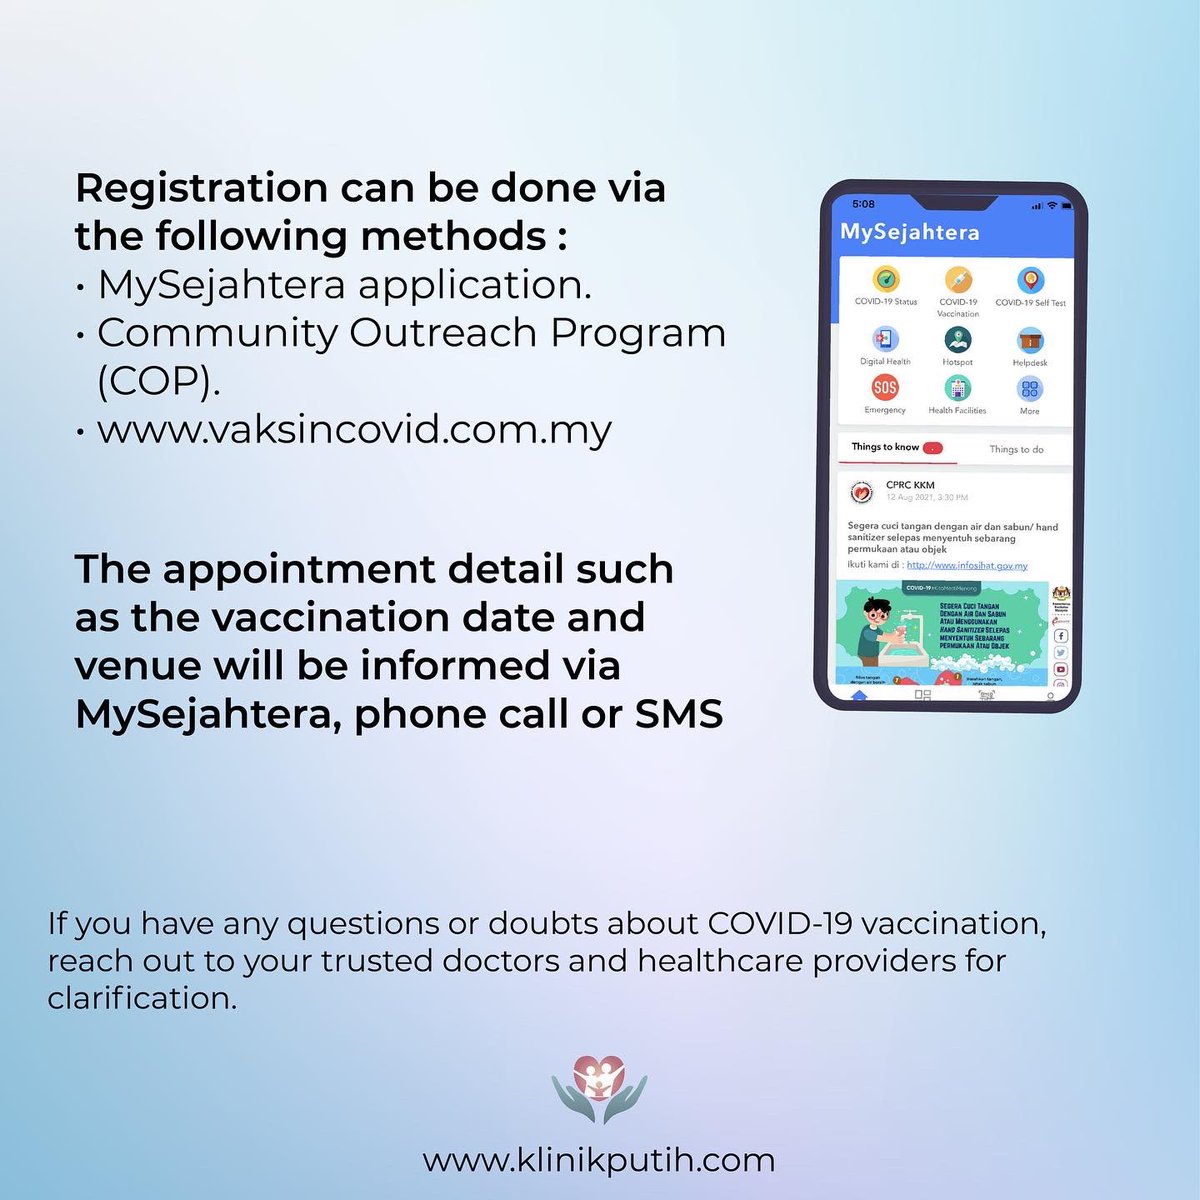 Registration can be done via
the following methods :
• MySejahtera application.
• Community Outreach Program
(COP).
• www.vaksincovid.com.my
The appointment detail such
as the vaccination date and
venue will be informed via
MySejahtera, phone call or SMS
5:08
MySejahtera
COVID-19 Status
COVID-19
Vaccination
COVID-19 Self Test
Digital Health
Hotspot
Helpdesk
SOS
Emergency
Health Facilities
More
Things to know
Things to do
CPRC KKM
12 Aug 2021, 3:30 PM
Segera cuci tangan dengan air dan sabun/ hand
sanitizer selepas menyentuh sebarang
permukaan atau objek
Ikuti kami di : http://www.infosihat.gov.my
SEGERA CUCI TANGAN
DENGAN AIR DAN SABUN
ATAU MENGGUNAKAN
HAND SANITIZER SELEPAS
MENYENTUH SEBARANG
PERMUKAAN ATAU OBJEK
If you have any questions or doubts about COVID-19 vaccination,
reach out to your trusted doctors and healthcare providers for
clarification.
www.klinikputih.com